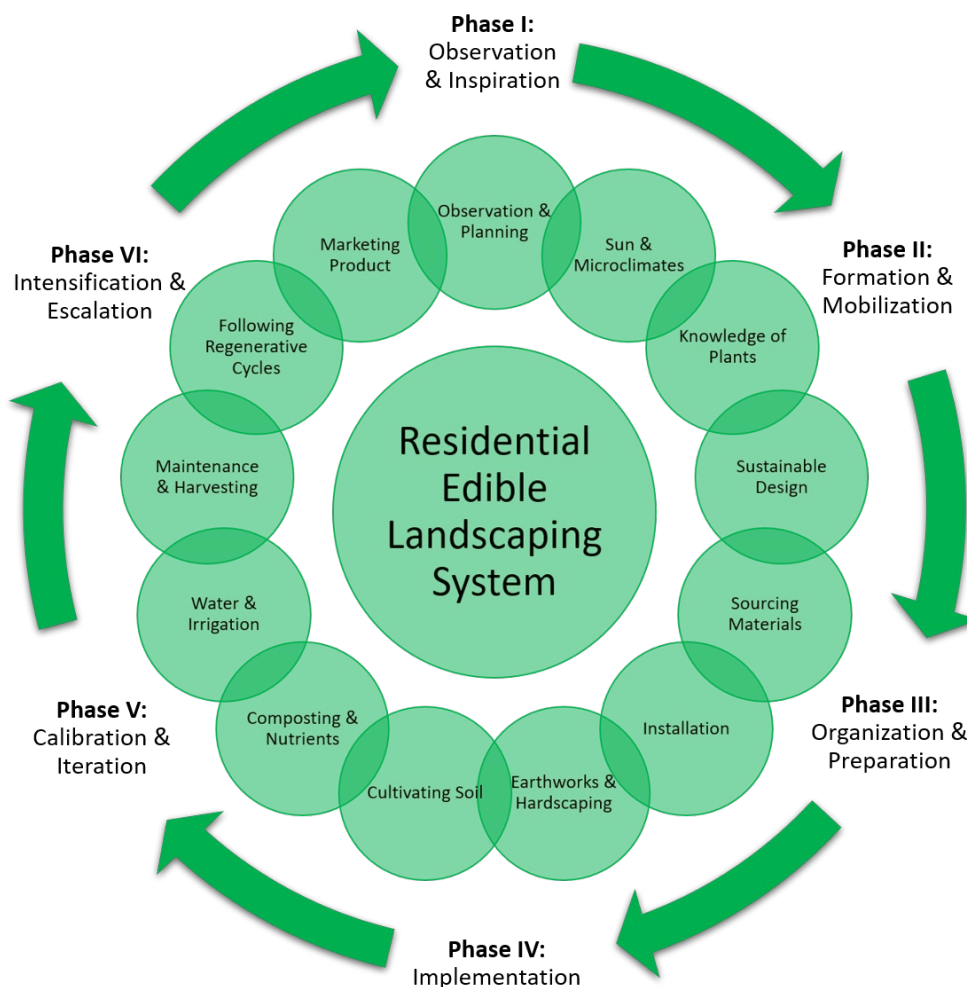 Phase I:
Observation
& Inspiration
Phase II:
Formation &
Mobilization
Phase III:
Organization &
Preparation
Phase IV:
Implementation
Phase V:
Calibration &
Iteration
Phase VI:
Intensification &
Escalation
Observation &
Planning
Sun &
Microclimates
Knowledge of
Plants
Sustainable
Design
Sourcing
Materials
Installation
Earthworks &
Hardscaping
Cultivating Soil
Composting &
Nutrients
Water &
Irrigation
Maintenance
& Harvesting
Following
Regenerative
Cycles
Marketing
Product
Residential
Edible
Landscaping
System